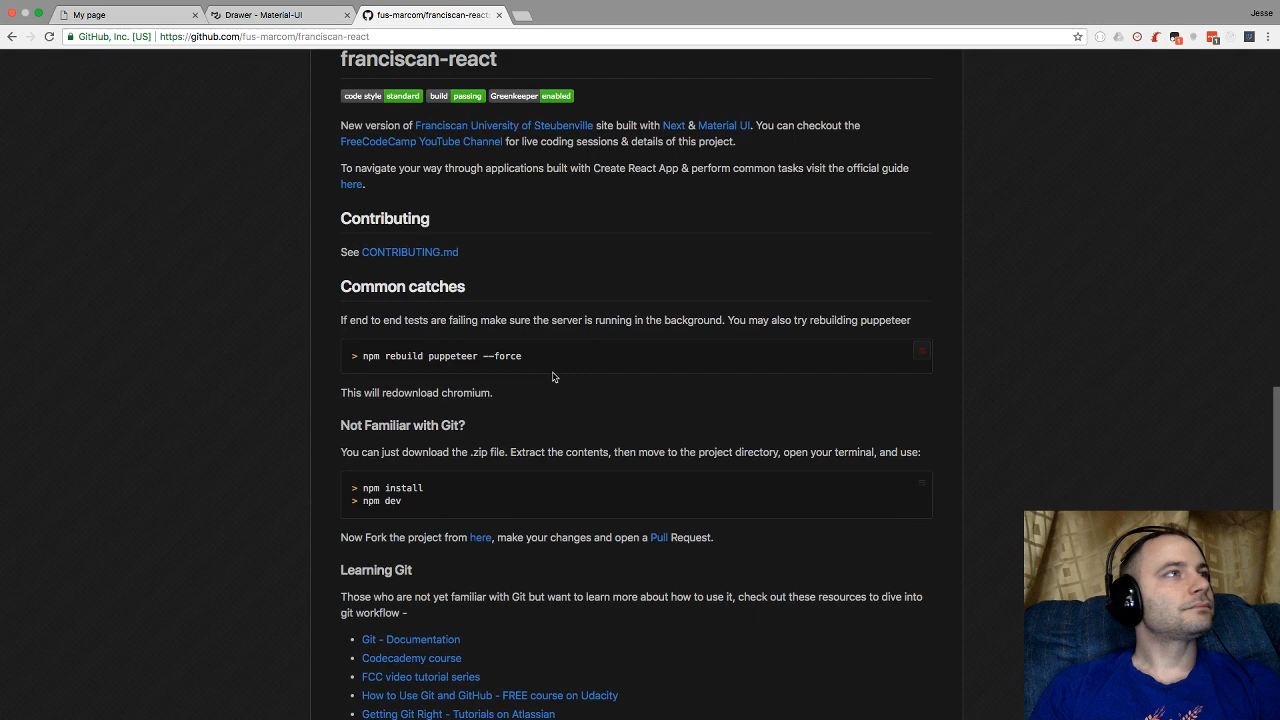 My page
Drawer - Material-UI
fus-marcom/franciscan-react
Jesse
GitHub, Inc. [US]
https://github.com/fus-marcom/franciscan-react
franciscan-react
code style standard
build passing
Greenkeeper enabled
New version of Franciscan University of Steubenville site built with Next & Material UI. You can checkout the
FreeCodeCamp YouTube Channel for live coding sessions & details of this project.
To navigate your way through applications built with Create React App & perform common tasks visit the official guide
here.
Contributing
See CONTRIBUTING.md
Common catches
If end to end tests are failing make sure the server is running in the background. You may also try rebuilding puppeteer
> npm rebuild puppeteer --force
This will redownload chromium.
Not Familiar with Git?
You can just download the .zip file. Extract the contents, then move to the project directory, open your terminal, and use:
> npm install
> npm dev
Now Fork the project from here, make your changes and open a Pull Request.
Learning Git
Those who are not yet familiar with Git but want to learn more about how to use it, check out these resources to dive into
git workflow -
• Git - Documentation
• Codecademy course
• FCC video tutorial series
• How to Use Git and GitHub - FREE course on Udacity
• Getting Git Right - Tutorials on Atlassian